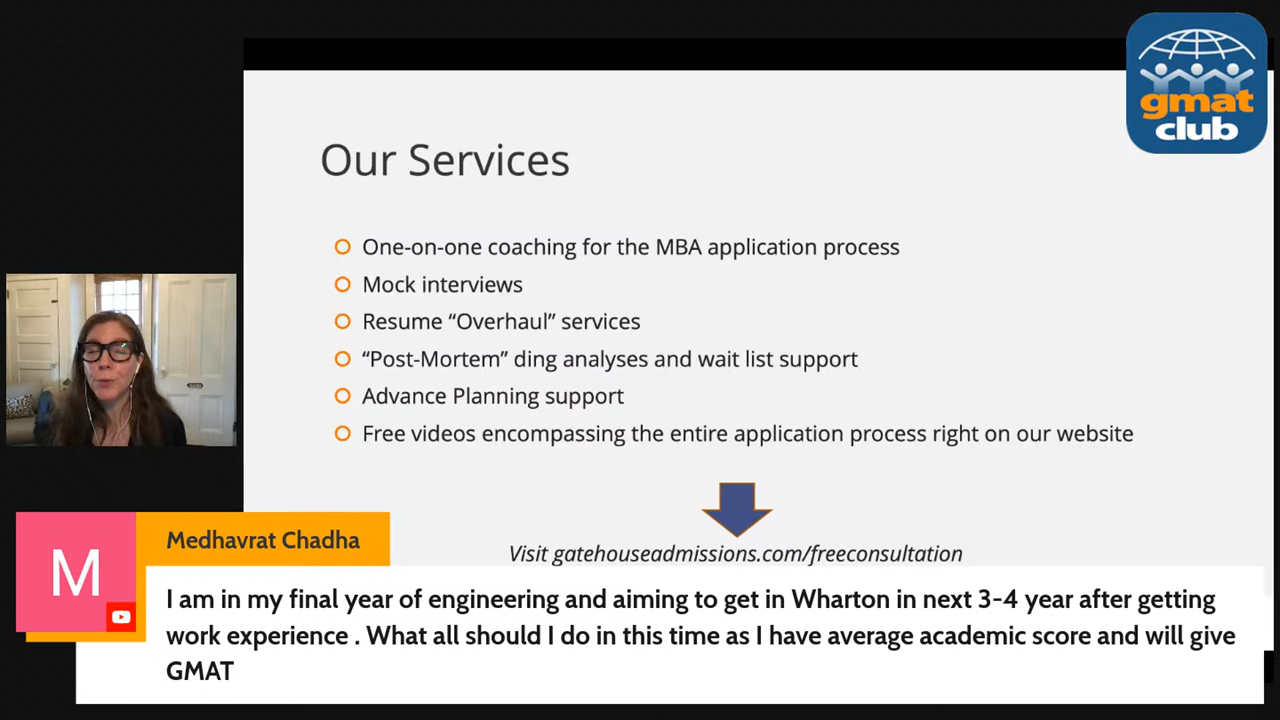 gmat
club
Our Services
One-on-one coaching for the MBA application process
Mock interviews
Resume “Overhaul” services
“Post-Mortem” ding analyses and wait list support
Advance Planning support
Free videos encompassing the entire application process right on our website
Visit gatehouseadmissions.com/freeconsultation
M
Medhavrat Chadha
I am in my final year of engineering and aiming to get in Wharton in next 3-4 year after getting
work experience . What all should I do in this time as I have average academic score and will give
GMAT